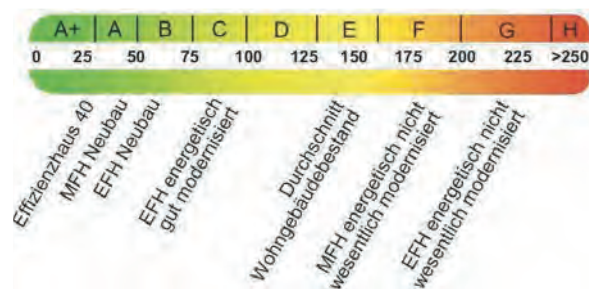 A+ A B C D E F G H
0 25 50 75 100 125 150 175 200 225 >250
Effizienzhaus 40
MFH Neubau
EFH Neubau
EFH energetisch
gut modernisiert
Durchschnitt
Wohngebäudebestand
MFH energetisch nicht
wesentlich modernisiert
EFH energetisch nicht
wesentlich modernisiert